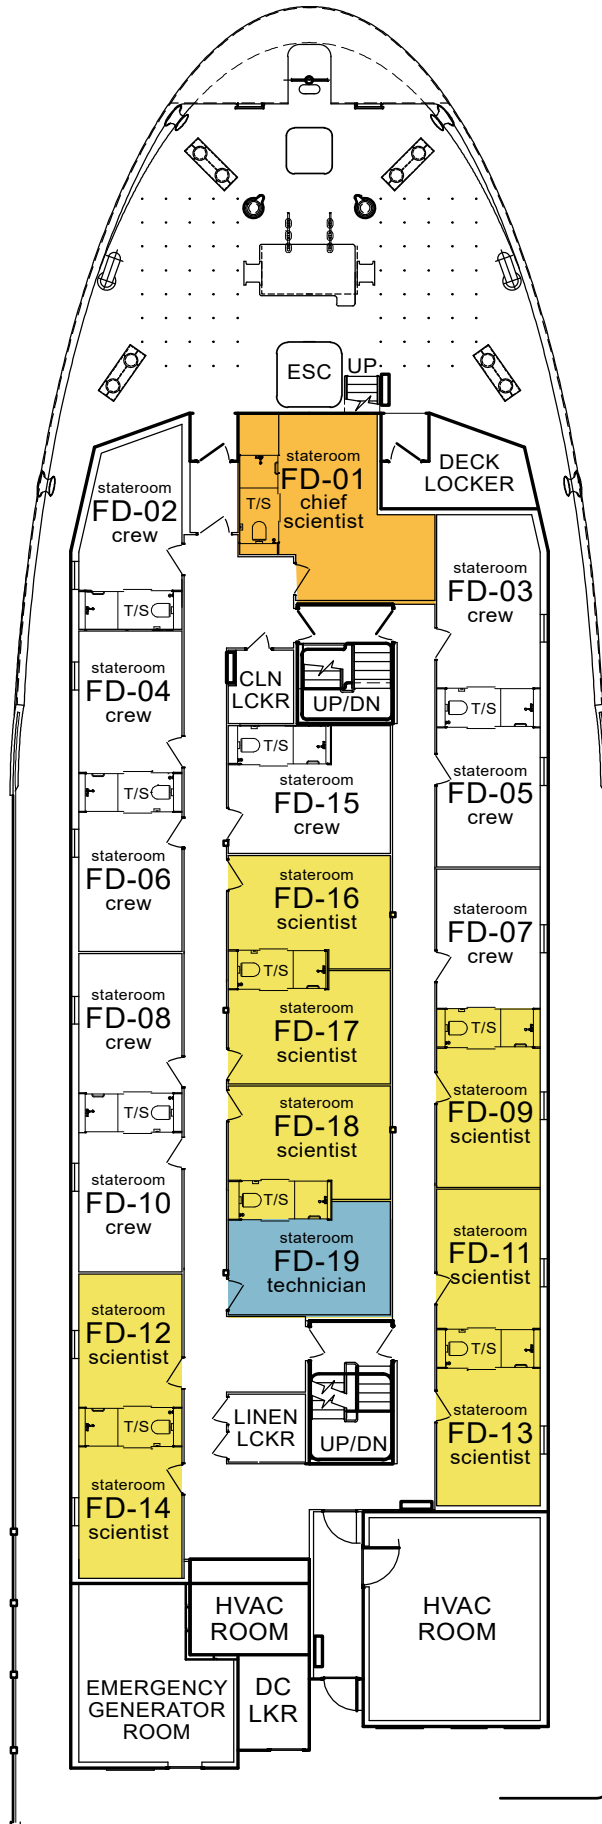 ESC
UP
stateroom
FD-01
chief
scientist
T/S
DECK
LOCKER
stateroom
FD-02
crew
T/S
stateroom
FD-03
crew
T/S
stateroom
FD-04
crew
T/S
CLN
LCKR
UP/DN
T/S
stateroom
FD-15
crew
stateroom
FD-05
crew
stateroom
FD-06
crew
stateroom
FD-16
scientist
T/S
stateroom
FD-07
crew
T/S
stateroom
FD-08
crew
T/S
stateroom
FD-17
scientist
stateroom
FD-09
scientist
stateroom
FD-18
scientist
T/S
stateroom
FD-10
crew
stateroom
FD-19
technician
stateroom
FD-11
scientist
T/S
stateroom
FD-12
scientist
T/S
LINEN
LCKR
UP/DN
stateroom
FD-13
scientist
stateroom
FD-14
scientist
HVAC
ROOM
HVAC
ROOM
EMERGENCY
GENERATOR
ROOM
DC
LKR